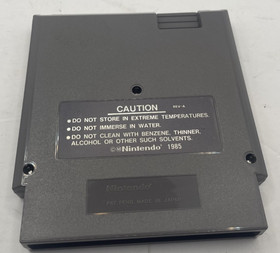 CAUTION REV-A
• DO NOT STORE IN EXTREME TEMPERATURES.
• DO NOT IMMERSE IN WATER.
• DO NOT CLEAN WITH BENZENE, THINNER,
ALCOHOL OR OTHER SUCH SOLVENTS.
©®Nintendo 1985
Nintendo